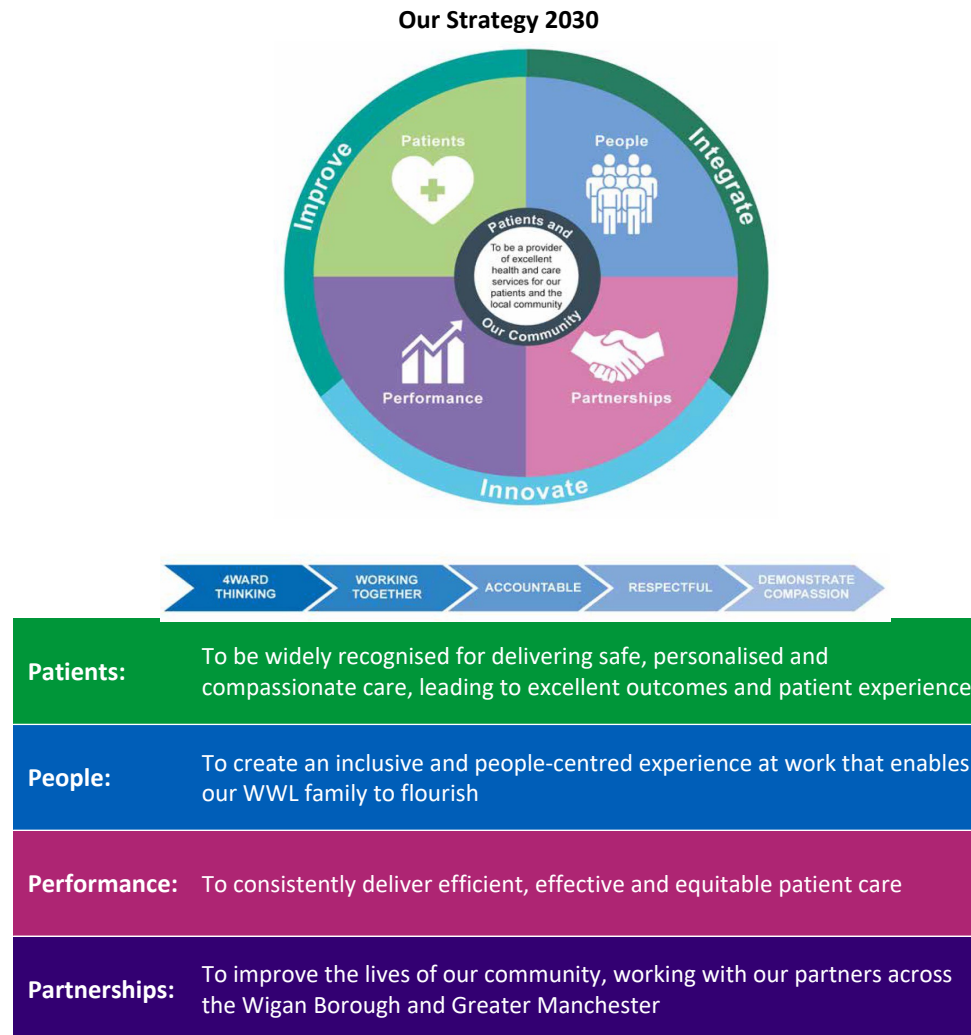 Our Strategy 2030
Improve
Integrate
Patients
People
Patients and
To be a provider
of excellent
health and care
services for our
patients and the
local community
Our Community
Performance
Partnerships
Innovate
4WARD
THINKING
WORKING
TOGETHER
ACCOUNTABLE
RESPECTFUL
DEMONSTRATE
COMPASSION
Patients:
To be widely recognised for delivering safe, personalised and
compassionate care, leading to excellent outcomes and patient experience
People:
To create an inclusive and people-centred experience at work that enables
our WWL family to flourish
Performance:
To consistently deliver efficient, effective and equitable patient care
Partnerships:
To improve the lives of our community, working with our partners across
the Wigan Borough and Greater Manchester